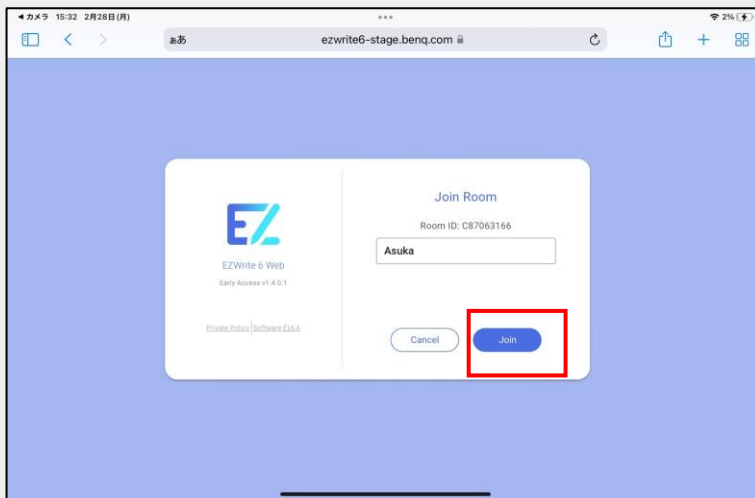 ◀カメラ 15:32 2月28日(月)
2%
ぁあ
ezwrite6-stage.benq.com
EZ
EZWrite 6 Web
Early Access v1.4.0.1
Private Policy Software EULA
Join Room
Room ID: C87063166
Asuka
Cancel
Join